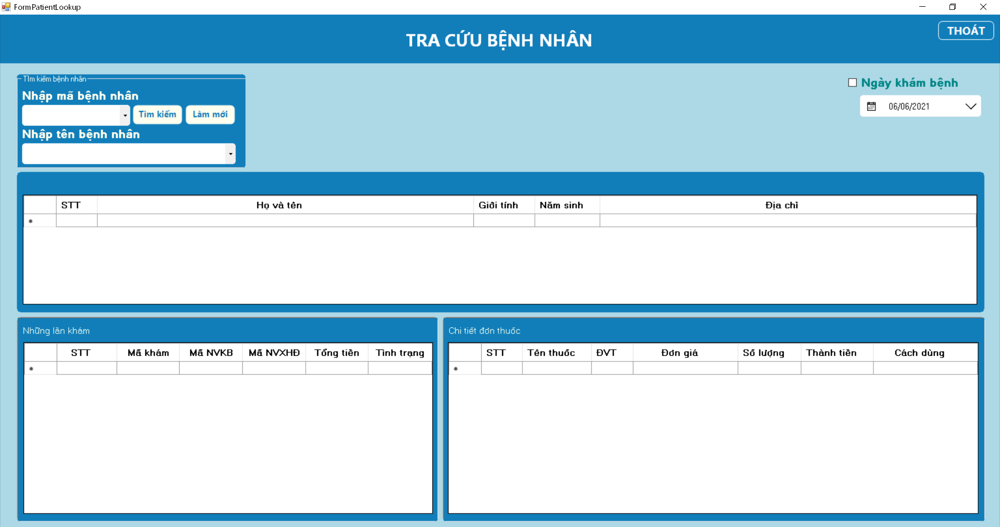 FormPatientLookup
TRA CỨU BỆNH NHÂN
THOÁT
Tìm kiếm bệnh nhân
Nhập mã bệnh nhân
Tìm kiếm
Làm mới
Nhập tên bệnh nhân
Ngày khám bệnh
06/06/2021
STT Họ và tên Giới tính Năm sinh Địa chỉ
Những lần khám
STT Mã khám Mã NVKB Mã NVXHĐ Tổng tiền Tình trạng
Chi tiết đơn thuốc
STT Tên thuốc ĐVT Đơn giá Số lượng Thành tiền Cách dùng